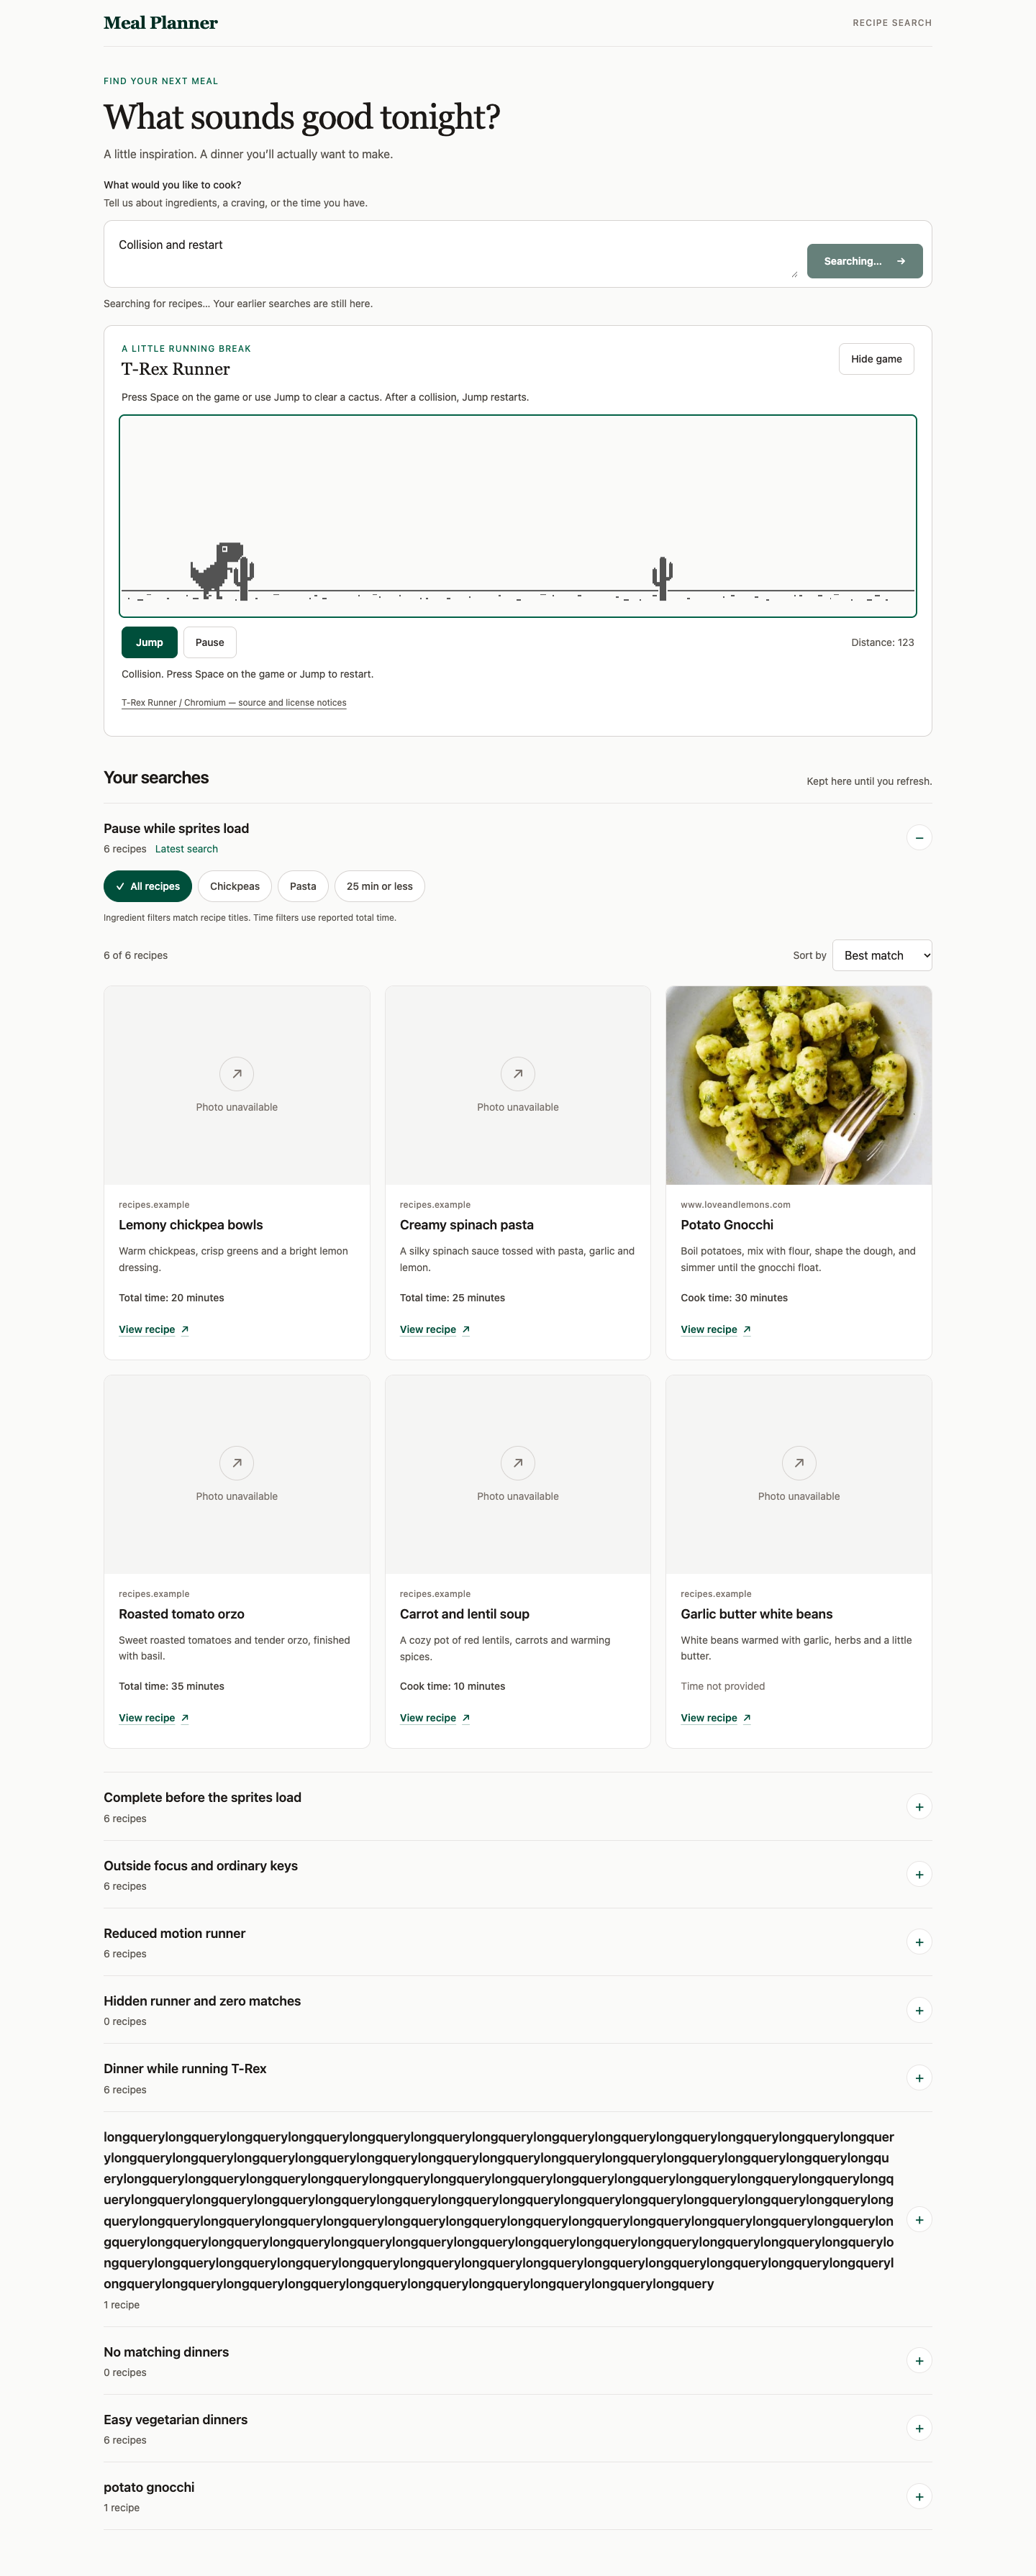 Meal Planner
RECIPE SEARCH
FIND YOUR NEXT MEAL
What sounds good tonight?
A little inspiration. A dinner you'll actually want to make.
What would you like to cook?
Tell us about ingredients, a craving, or the time you have.
Collision and restart
Searching... →
Searching for recipes... Your earlier searches are still here.
A LITTLE RUNNING BREAK
T-Rex Runner
Hide game
Press Space on the game or use Jump to clear a cactus. After a collision, Jump restarts.
Jump
Pause
Distance: 123
Collision. Press Space on the game or Jump to restart.
T-Rex Runner / Chromium — source and license notices
Your searches
Kept here until you refresh.
Pause while sprites load
6 recipes Latest search
✓ All recipes
Chickpeas
Pasta
25 min or less
Ingredient filters match recipe titles. Time filters use reported total time.
6 of 6 recipes
Sort by
Best match
Photo unavailable
recipes.example
Lemony chickpea bowls
Warm chickpeas, crisp greens and a bright lemon
dressing.
Total time: 20 minutes
View recipe ↗
Photo unavailable
recipes.example
Creamy spinach pasta
A silky spinach sauce tossed with pasta, garlic and
lemon.
Total time: 25 minutes
View recipe ↗
www.loveandlemons.com
Potato Gnocchi
Boil potatoes, mix with flour, shape the dough, and
simmer until the gnocchi float.
Cook time: 30 minutes
View recipe ↗
Photo unavailable
recipes.example
Roasted tomato orzo
Sweet roasted tomatoes and tender orzo, finished
with basil.
Total time: 35 minutes
View recipe ↗
Photo unavailable
recipes.example
Carrot and lentil soup
A cozy pot of red lentils, carrots and warming
spices.
Cook time: 10 minutes
View recipe ↗
Photo unavailable
recipes.example
Garlic butter white beans
White beans warmed with garlic, herbs and a little
butter.
Time not provided
View recipe ↗
Complete before the sprites load
6 recipes
Outside focus and ordinary keys
6 recipes
Reduced motion runner
6 recipes
Hidden runner and zero matches
0 recipes
Dinner while running T-Rex
6 recipes
longquerylongquerylongquerylongquerylongquerylongquerylongquerylongquerylongquerylongquerylongquerylongquerylongquer
ylongquerylongquerylongquerylongquerylongquerylongquerylongquerylongquerylongquerylongquerylongquerylongquerylongqu
erylongquerylongquerylongquerylongquerylongquerylongquerylongquerylongquerylongquerylongquerylongquerylongquerylongq
uerylongquerylongquerylongquerylongquerylongquerylongquerylongquerylongquerylongquerylongquerylongquerylongquerylong
querylongquerylongquerylongquerylongquerylongquerylongquerylongquerylongquerylongquerylongquerylongquerylongquerylon
gquerylongquerylongquerylongquerylongquerylongquerylongquerylongquerylongquerylongquerylongquerylongquerylongquerylo
ngquerylongquerylongquerylongquerylongquerylongquerylongquerylongquerylongquerylongquerylongquerylongquerylongqueryl
ongquerylongquerylongquerylongquerylongquerylongquerylongquerylongquerylongquerylongquery
1 recipe
No matching dinners
0 recipes
Easy vegetarian dinners
6 recipes
potato gnocchi
1 recipe